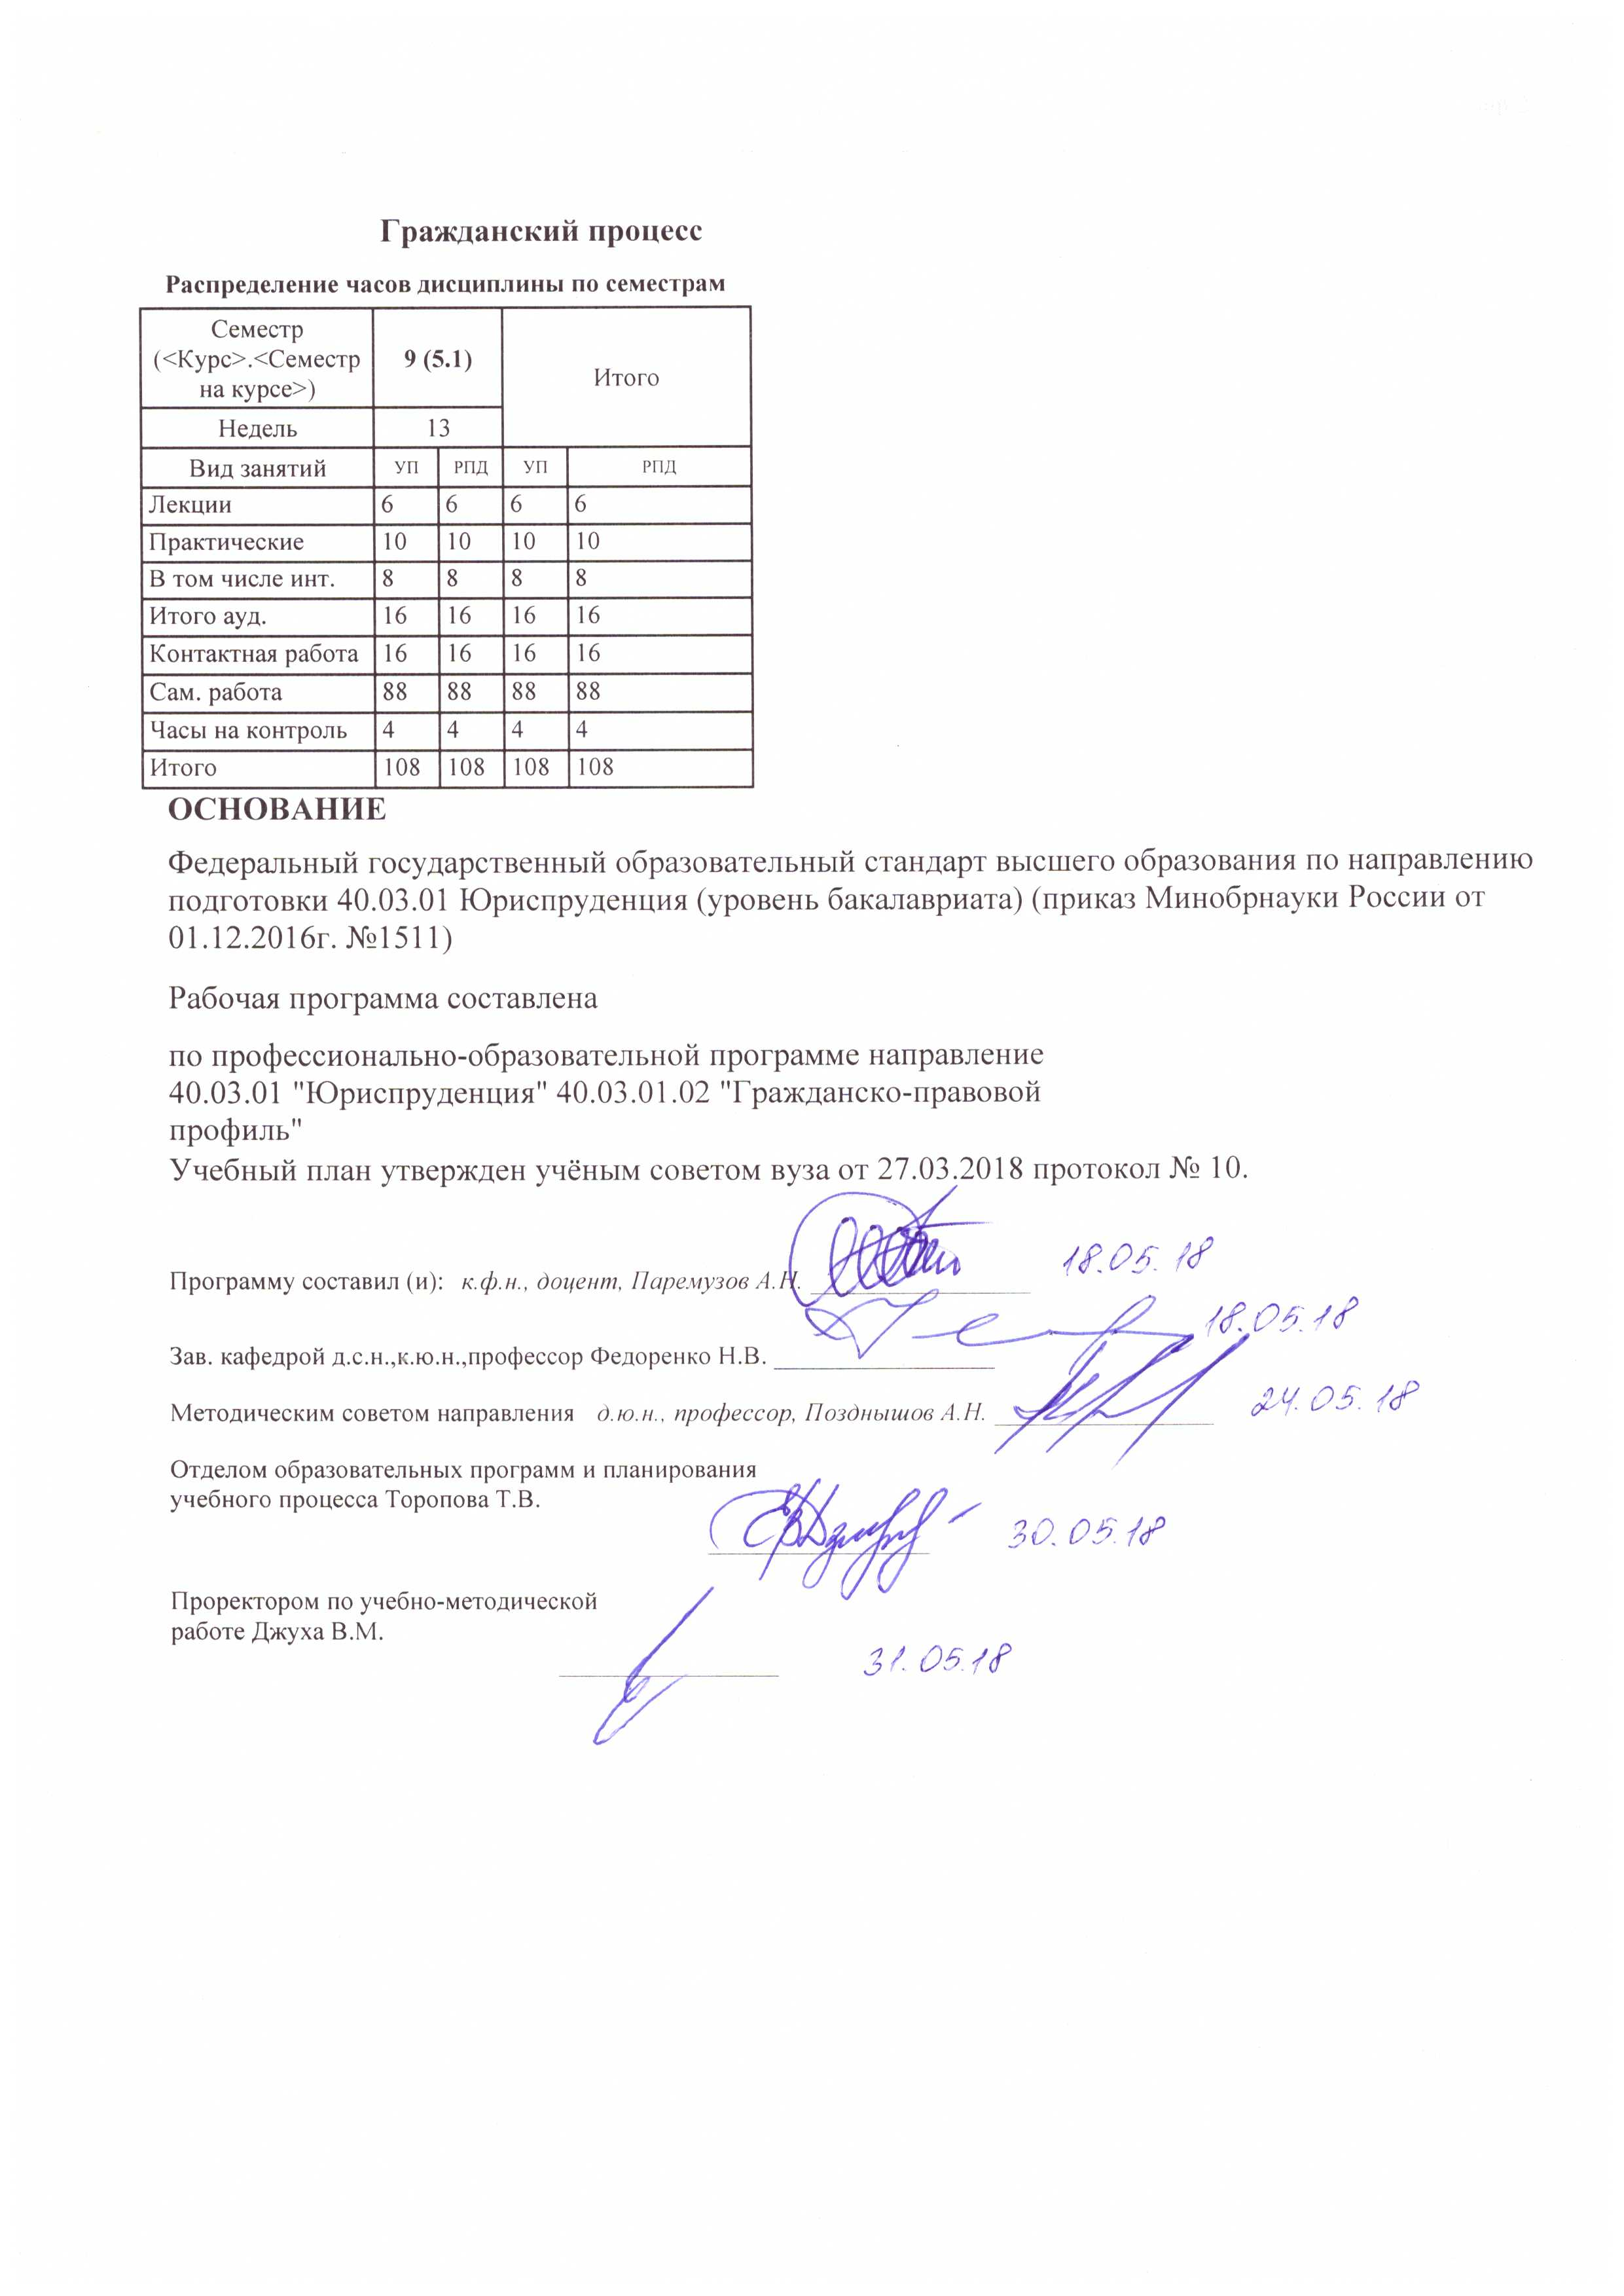 Гражданский процесс
Распределение часов дисциплины по семестрам
Семестр
(<Курс>.<Семестр
на курсе>)
9 (5.1)
Итого
Недель 13
Вид занятий УП РПД УП РПД
Лекции 6 6 6 6
Практические 10 10 10 10
В том числе инт. 8 8 8 8
Итого ауд. 16 16 16 16
Контактная работа 16 16 16 16
Сам. работа 88 88 88 88
Часы на контроль 4 4 4 4
Итого 108 108 108 108
ОСНОВАНИЕ
Федеральный государственный образовательный стандарт высшего образования по направлению
подготовки 40.03.01 Юриспруденция (уровень бакалавриата) (приказ Минобрнауки России от
01.12.2016г. №1511)
Рабочая программа составлена
по профессионально-образовательной программе направление
40.03.01 "Юриспруденция" 40.03.01.02 "Гражданско-правовой
профиль"
Учебный план утвержден учёным советом вуза от 27.03.2018 протокол № 10.
Программу составил (и): к.ф.н., доцент, Паремузов А.Н. 18.05.18
Зав. кафедрой д.с.н.,к.ю.н.,профессор Федоренко Н.В. 18.05.18
Методическим советом направления д.ю.н., профессор, Позднышов А.Н. 24.05.18
Отделом образовательных программ и планирования
учебного процесса Торопова Т.В.
30.05.18
Проректором по учебно-методической
работе Джуха В.М.
31.05.18